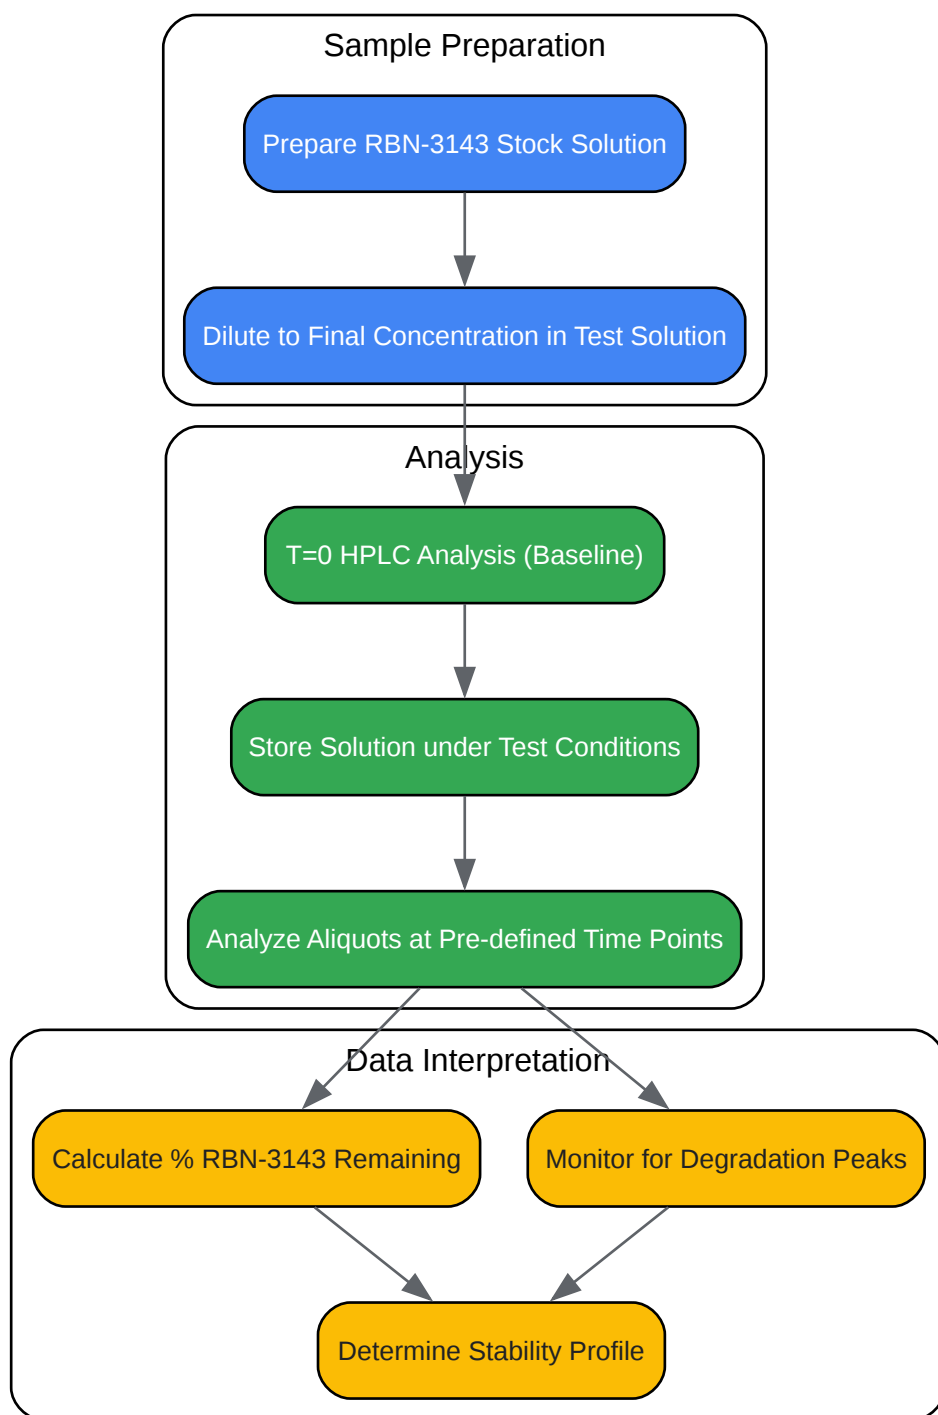 Sample Preparation
Prepare RBN-3143 Stock Solution
Dilute to Final Concentration in Test Solution
Analysis
T=0 HPLC Analysis (Baseline)
Store Solution under Test Conditions
Analyze Aliquots at Pre-defined Time Points
Data Interpretation
Calculate % RBN-3143 Remaining
Monitor for Degradation Peaks
Determine Stability Profile